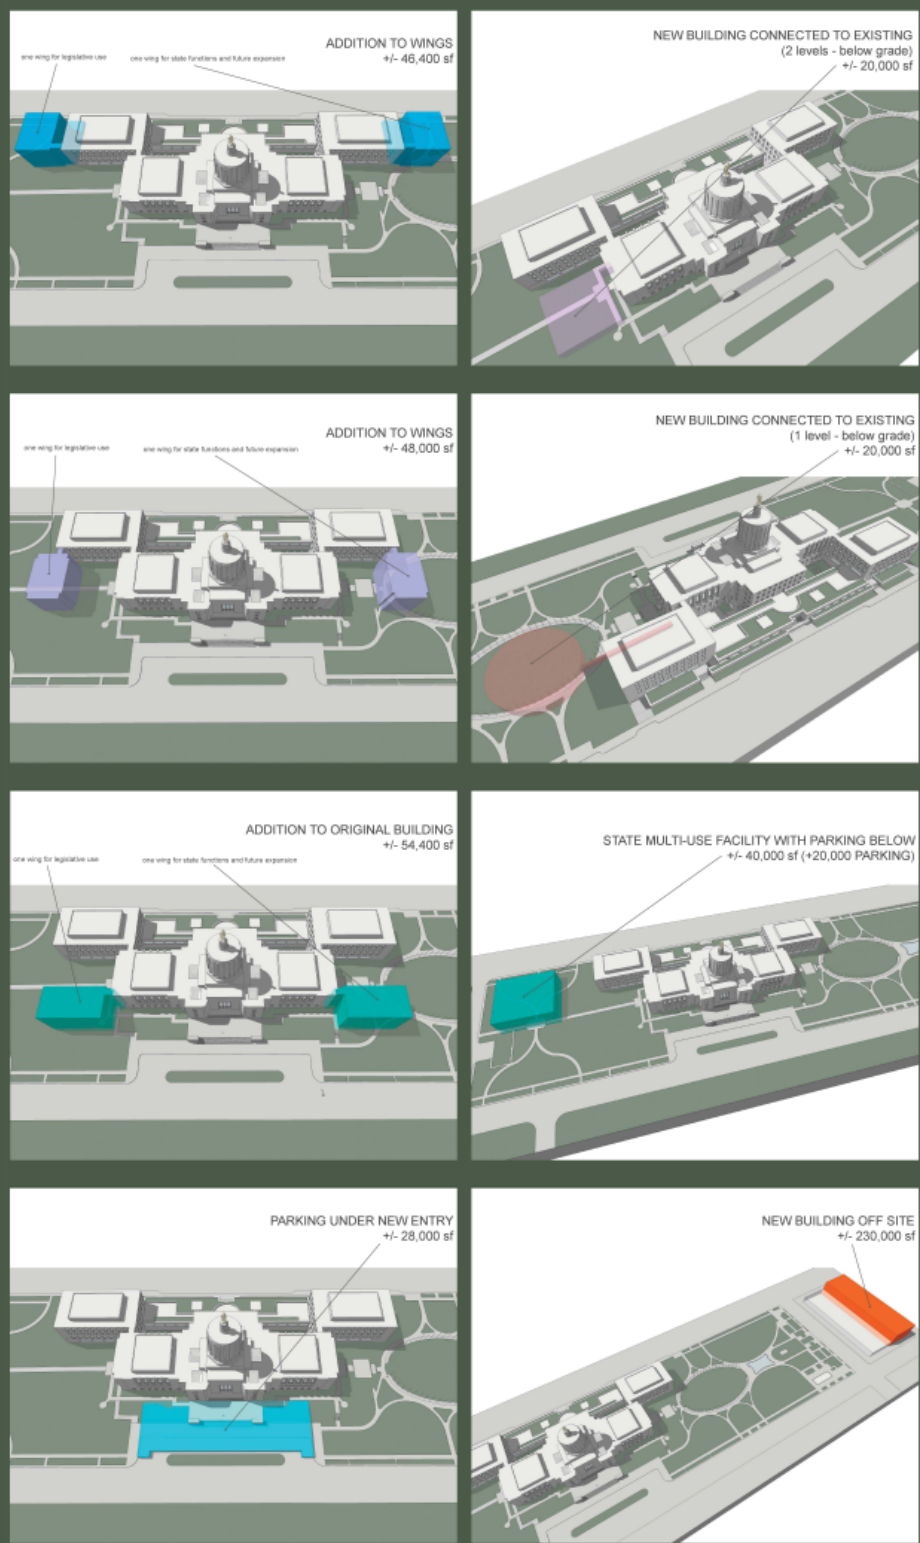 ADDITION TO WINGS
+/- 46,400 sf
one wing for legislative use
one wing for state functions and future expansion
NEW BUILDING CONNECTED TO EXISTING
(2 levels - below grade)
+/- 20,000 sf
ADDITION TO WINGS
+/- 48,000 sf
one wing for legislative use
one wing for state functions and future expansion
NEW BUILDING CONNECTED TO EXISTING
(1 level - below grade)
+/- 20,000 sf
ADDITION TO ORIGINAL BUILDING
+/- 54,400 sf
one wing for legislative use
one wing for state functions and future expansion
STATE MULTI-USE FACILITY WITH PARKING BELOW
+/- 40,000 sf (+20,000 PARKING)
PARKING UNDER NEW ENTRY
+/- 28,000 sf
NEW BUILDING OFF SITE
+/- 230,000 sf